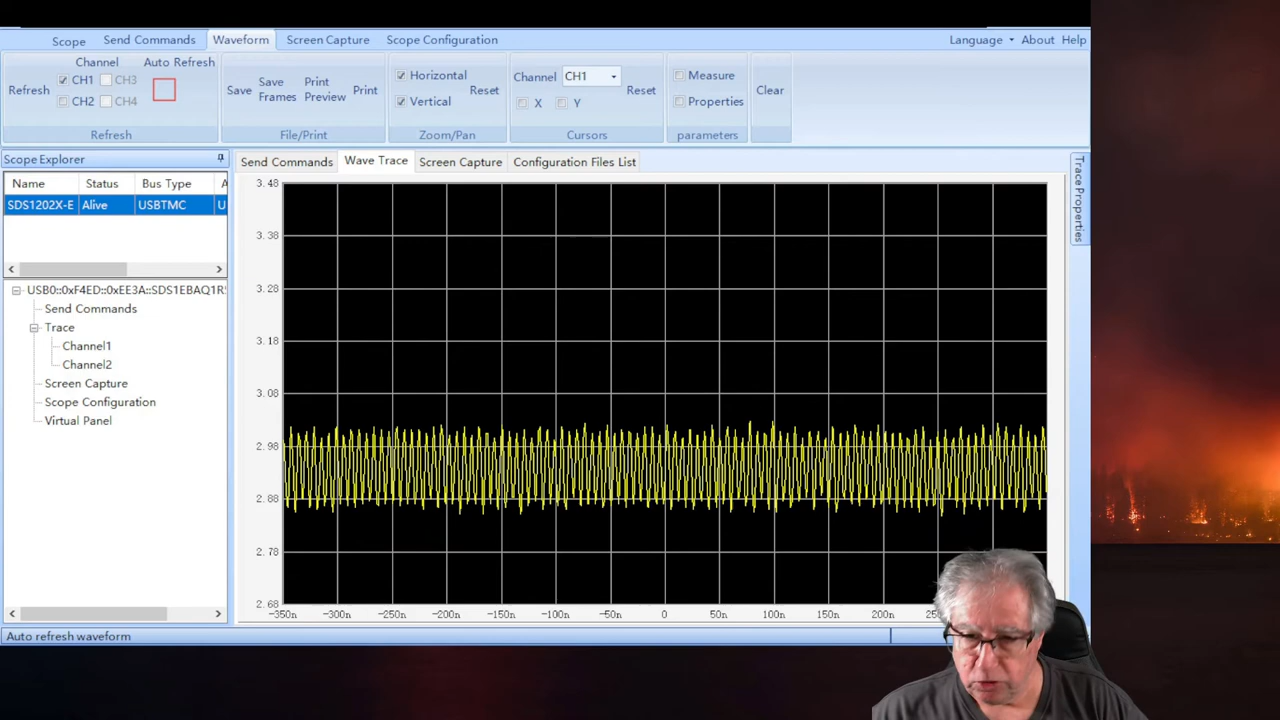 Scope Send Commands Waveform Screen Capture Scope Configuration Language About Help
Channel Auto Refresh
Refresh CH1 CH3
CH2 CH4
Refresh
Save Save Frames Print Preview Print
File/Print
Horizontal
Vertical
Reset
Zoom/Pan
Channel CH1
X Y
Reset
Cursors
Measure
Properties
parameters
Clear
Scope Explorer
Name Status Bus Type A
SDS1202X-E Alive USBTMC U
USB0::0xF4ED::0xEE3A::SDS1EBAQ1R
Send Commands
Trace
Channel1
Channel2
Screen Capture
Scope Configuration
Virtual Panel
Send Commands Wave Trace Screen Capture Configuration Files List
Trace Properties
3.48
3.38
3.28
3.18
3.08
2.98
2.88
2.78
2.68
-350n -300n -250n -200n -150n -100n -50n 0 50n 100n 150n 200n
Auto refresh waveform